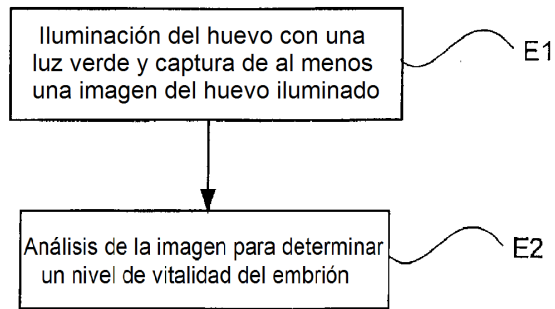 Iluminación del huevo con una
luz verde y captura de al menos
una imagen del huevo iluminado
E1
Análisis de la imagen para determinar
un nivel de vitalidad del embrión
E2